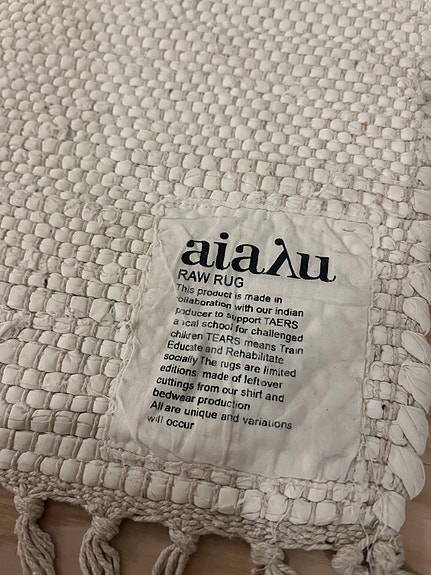 aiaλu
RAW RUG
This product is made in
collaboration with our indian
producer to support TAERS
a local school for challenged
children TEARS means Train
Educate and Rehabilitate
socially The rugs are limited
editions, made of leftover
cuttings from our shirt and
bedwear production
All are unique and variations
will occur